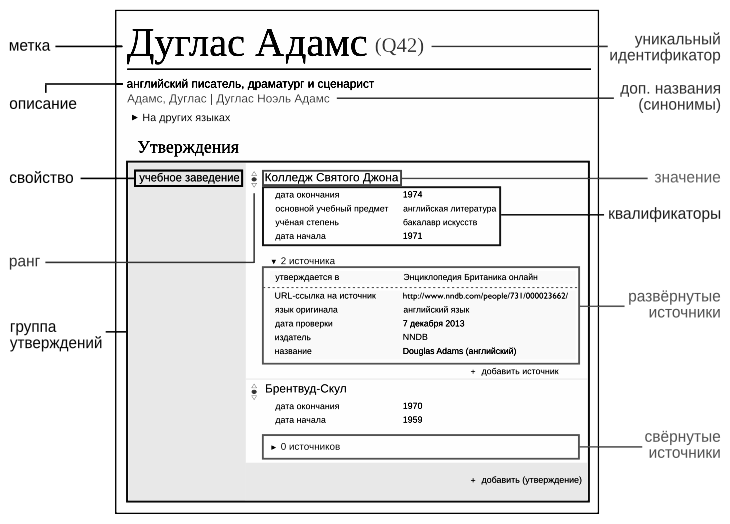 метка
Дуглас Адамс (Q42)
уникальный
идентификатор
описание
английский писатель, драматург и сценарист
Адамс, Дуглас | Дуглас Ноэль Адамс
доп. названия
(синонимы)
► На других языках
Утверждения
свойство
учебное заведение
Колледж Святого Джона
значение
дата окончания 1974
основной учебный предмет английская литература
учёная степень бакалавр искусств
дата начала 1971
квалификаторы
ранг
▼ 2 источника
утверждается в Энциклопедия Британика онлайн
URL-ссылка на источник http://www.nndb.com/people/731/000023662/
язык оригинала английский язык
дата проверки 7 декабря 2013
издатель NNDB
название Douglas Adams (английский)
развёрнутые
источники
группа
утверждений
+ добавить источник
Брентвуд-Скул
дата окончания 1970
дата начала 1959
► 0 источников
свёрнутые
источники
+ добавить (утверждение)